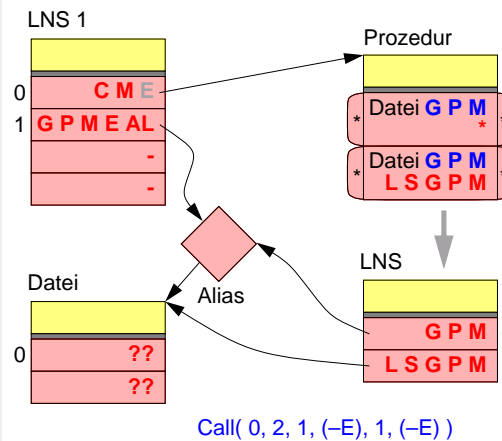 LNS 1
0 C M E
1 G P M E AL
-
-
Prozedur
* Datei G P M *
*
* Datei G P M *
L S G P M
Alias
Datei
0 ??
??
LNS
G P M
L S G P M
Call( 0, 2, 1, (–E), 1, (–E) )